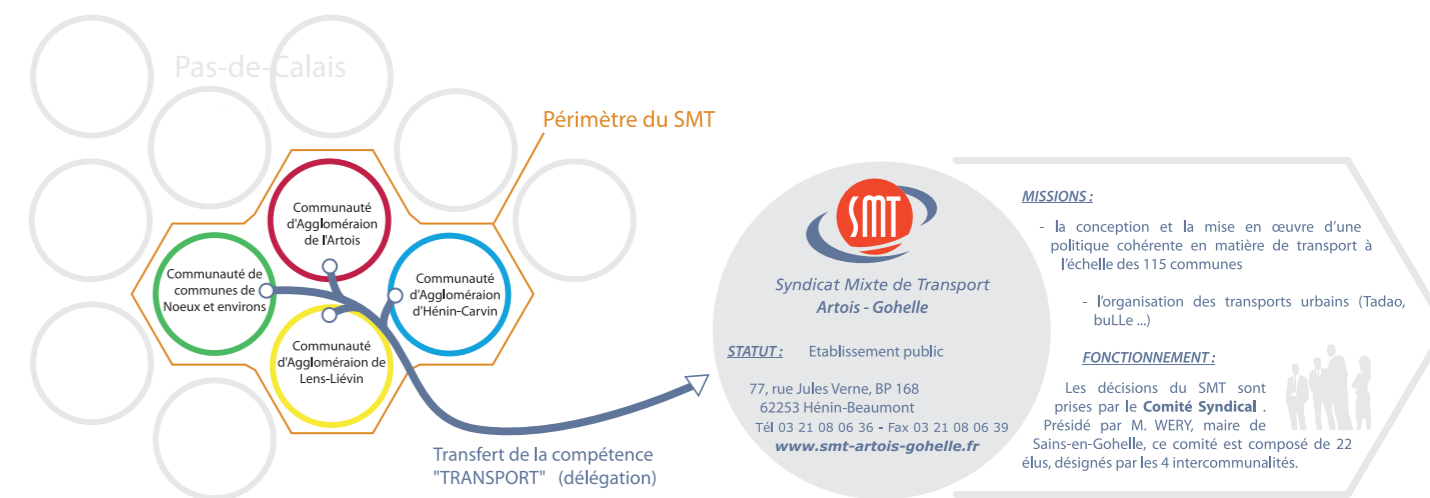 Pas-de-Calais
Périmètre du SMT
Communauté
d'Aggloméraion
de l'Artois
Communauté de
communes de
Noeux et environs
Communauté
d'Aggloméraion
d'Hénin-Carvin
Communauté
d'Aggloméraion de
Lens-Liévin
Transfert de la compétence
"TRANSPORT" (délégation)
SMT
Syndicat Mixte de Transport
Artois - Gohelle
STATUT : Etablissement public
77, rue Jules Verne, BP 168
62253 Hénin-Beaumont
Tél 03 21 08 06 36 - Fax 03 21 08 06 39
www.smt-artois-gohelle.fr
MISSIONS :
- la conception et la mise en œuvre d'une
politique cohérente en matière de transport à
l'échelle des 115 communes
- l'organisation des transports urbains (Tadao,
buLLe ...)
FONCTIONNEMENT :
Les décisions du SMT sont
prises par le Comité Syndical .
Présidé par M. WERY, maire de
Sains-en-Gohelle, ce comité est composé de 22
élus, désignés par les 4 intercommunalités.